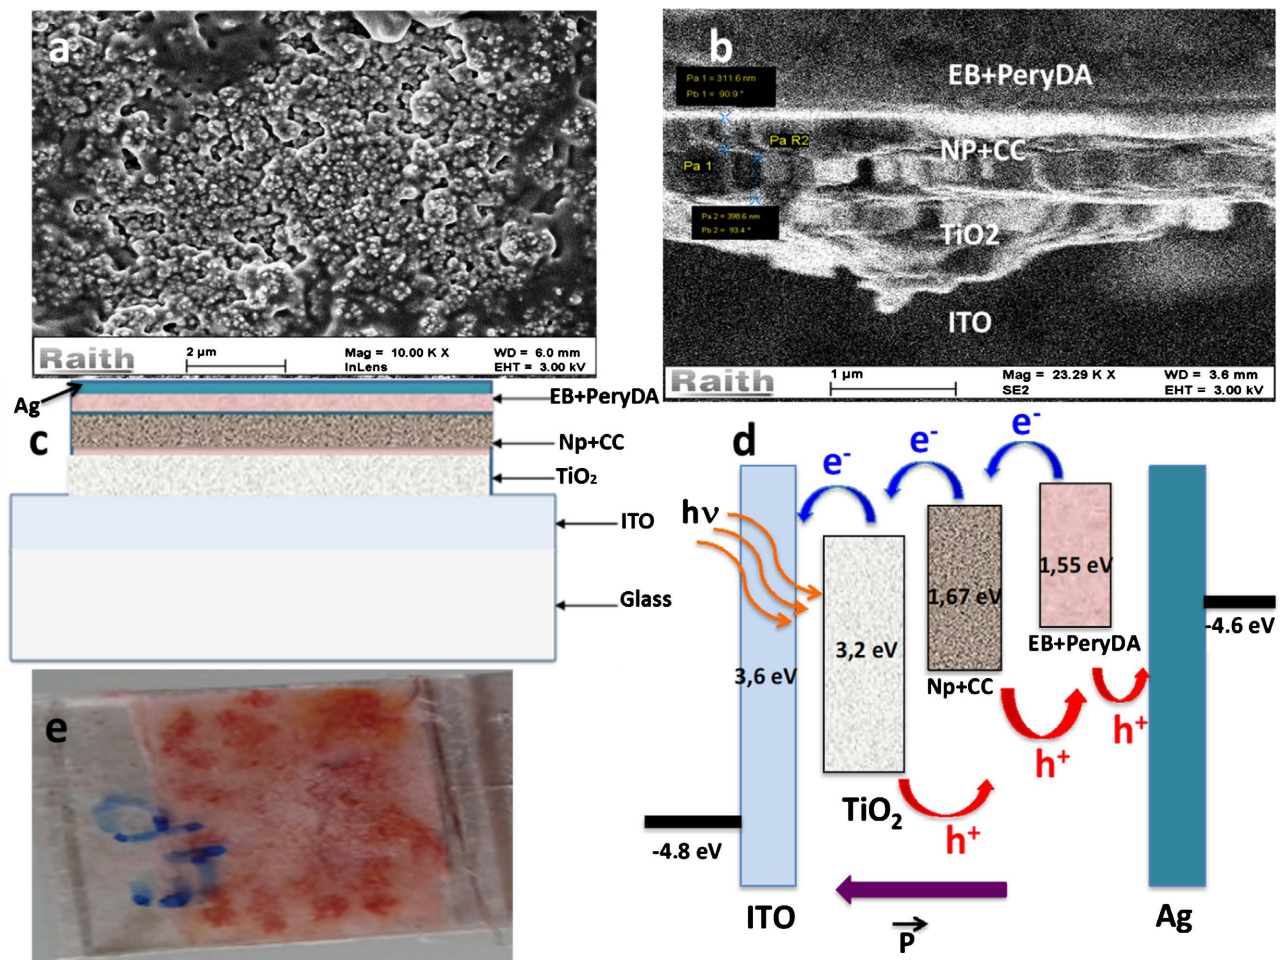 a
Raith
2 µm
Mag = 10.00 K X
InLens
WD = 6.0 mm
EHT = 3.00 kV
b
EB+PeryDA
Pa 1 = 311.6 nm
Pb 1 = 90.9 °
Pa R2
NP+CC
Pa 1
Pa 2 = 398.6 nm
Pb 2 = 93.4 °
TiO2
ITO
Raith
1 µm
Mag = 23.29 K X
SE2
WD = 3.6 mm
EHT = 3.00 kV
c
Ag
EB+PeryDA
Np+CC
TiO₂
ITO
Glass
d
e⁻
e⁻
e⁻
hν
1,55 eV
1,67 eV
-4.6 eV
EB+PeryDA
3,2 eV
3,6 eV
Np+CC
h⁺
h⁺
TiO₂
h⁺
-4.8 eV
ITO
P
Ag
e